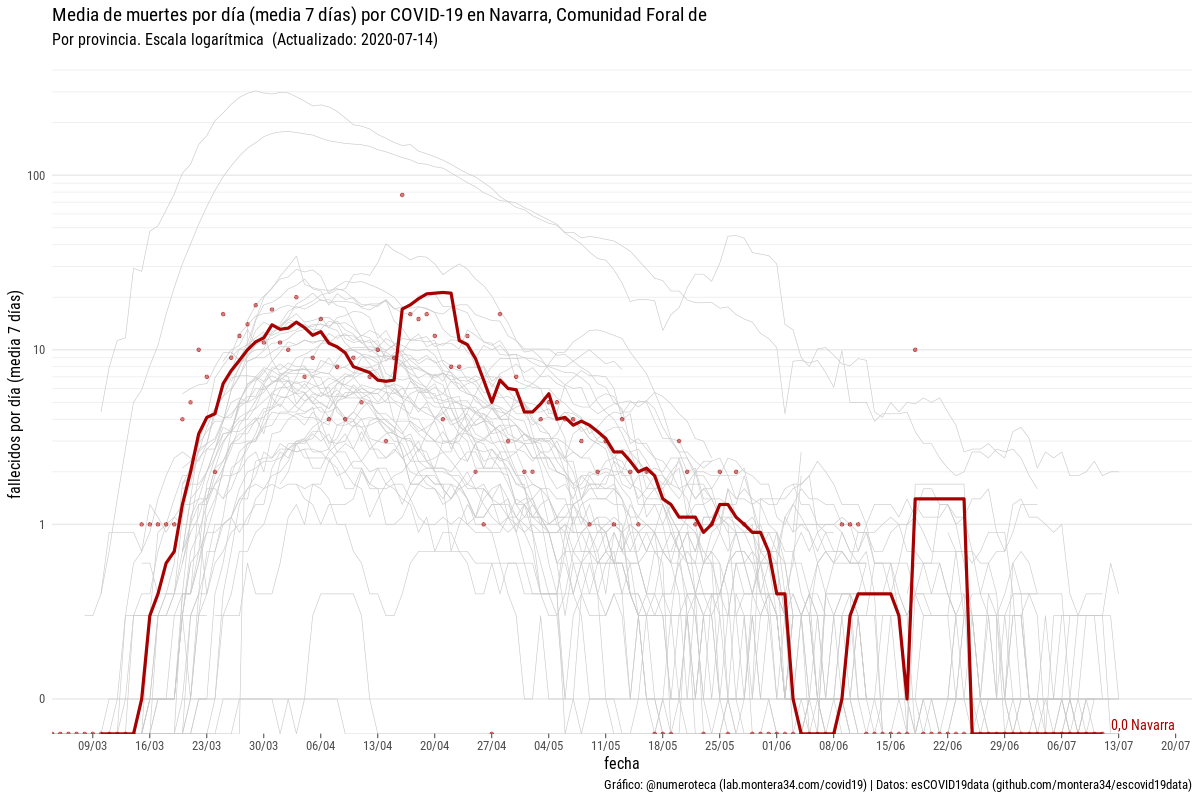 Media de muertes por día (media 7 días) por COVID-19 en Navarra, Comunidad Foral de
Por provincia. Escala logarítmica (Actualizado: 2020-07-14)
fallecidos por día (media 7 días)
100
10
1
0
0,0 Navarra
09/03 16/03 23/03 30/03 06/04 13/04 20/04 27/04 04/05 11/05 18/05 25/05 01/06 08/06 15/06 22/06 29/06 06/07 13/07 20/07
fecha
Gráfico: @numeroteca (lab.montera34.com/covid19) | Datos: esCOVID19data (github.com/montera34/escovid19data)